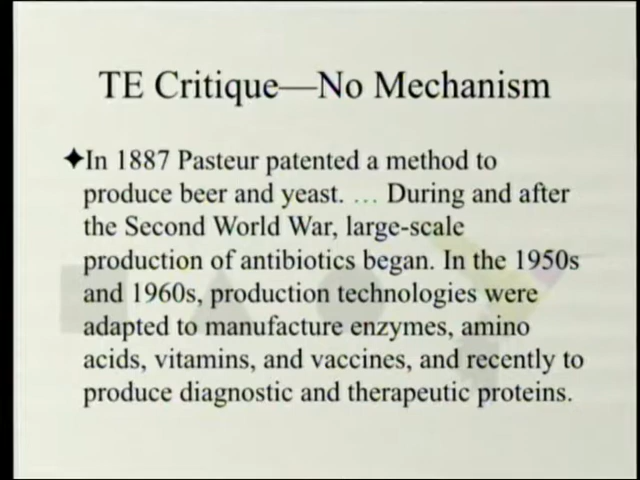 TE Critique—No Mechanism
✦In 1887 Pasteur patented a method to
produce beer and yeast. … During and after
the Second World War, large-scale
production of antibiotics began. In the 1950s
and 1960s, production technologies were
adapted to manufacture enzymes, amino
acids, vitamins, and vaccines, and recently to
produce diagnostic and therapeutic proteins.